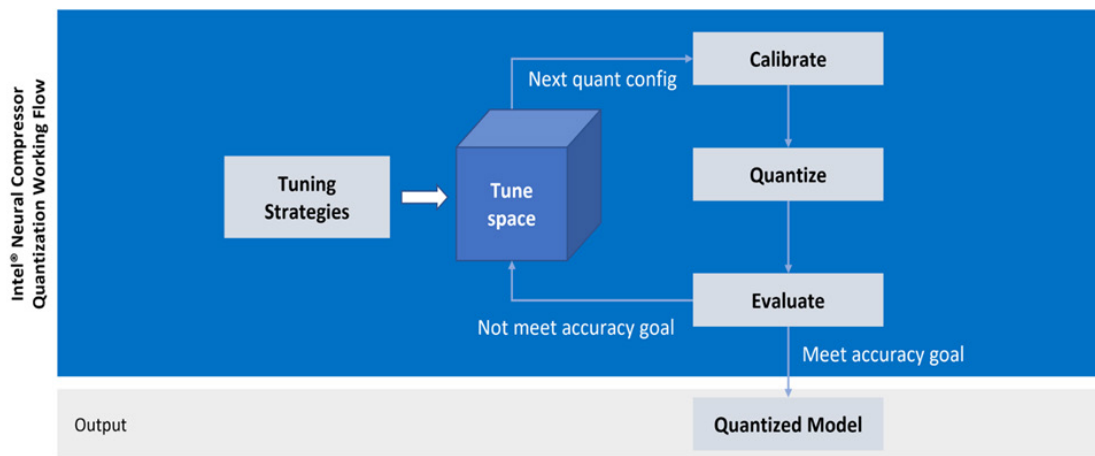 Intel® Neural Compressor
Quantization Working Flow
Calibrate
Next quant config
Tuning
Strategies
Tune
space
Quantize
Evaluate
Not meet accuracy goal
Meet accuracy goal
Output
Quantized Model